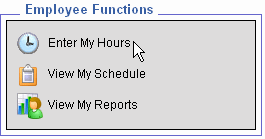 Employee Functions
Enter My Hours
View My Schedule
View My Reports